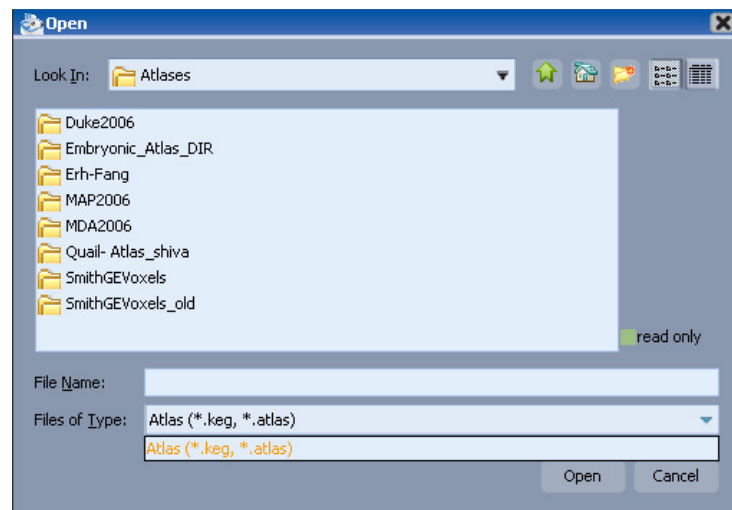 Open
Look In: Atlases
Duke2006
Embryonic_Atlas_DIR
Erh-Fang
MAP2006
MDA2006
Quail- Atlas_shiva
SmithGEVoxels
SmithGEVoxels_old
read only
File Name:
Files of Type: Atlas (*.keg, *.atlas)
Atlas (*.keg, *.atlas)
Open Cancel